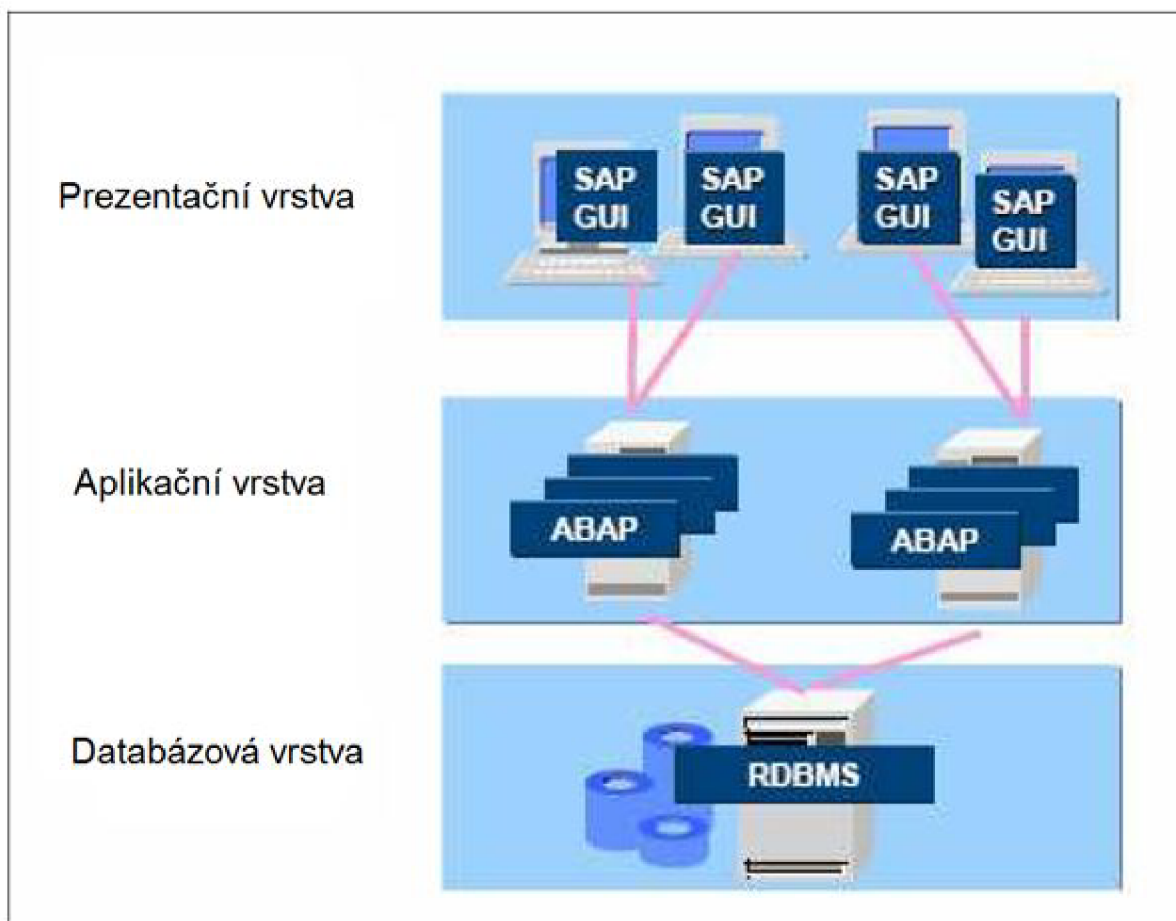 Prezentační vrstva
SAP
GUI
SAP
GUI
SAP
GUI
SAP
GUI
Aplikační vrstva
ABAP
ABAP
Databázová vrstva
RDBMS